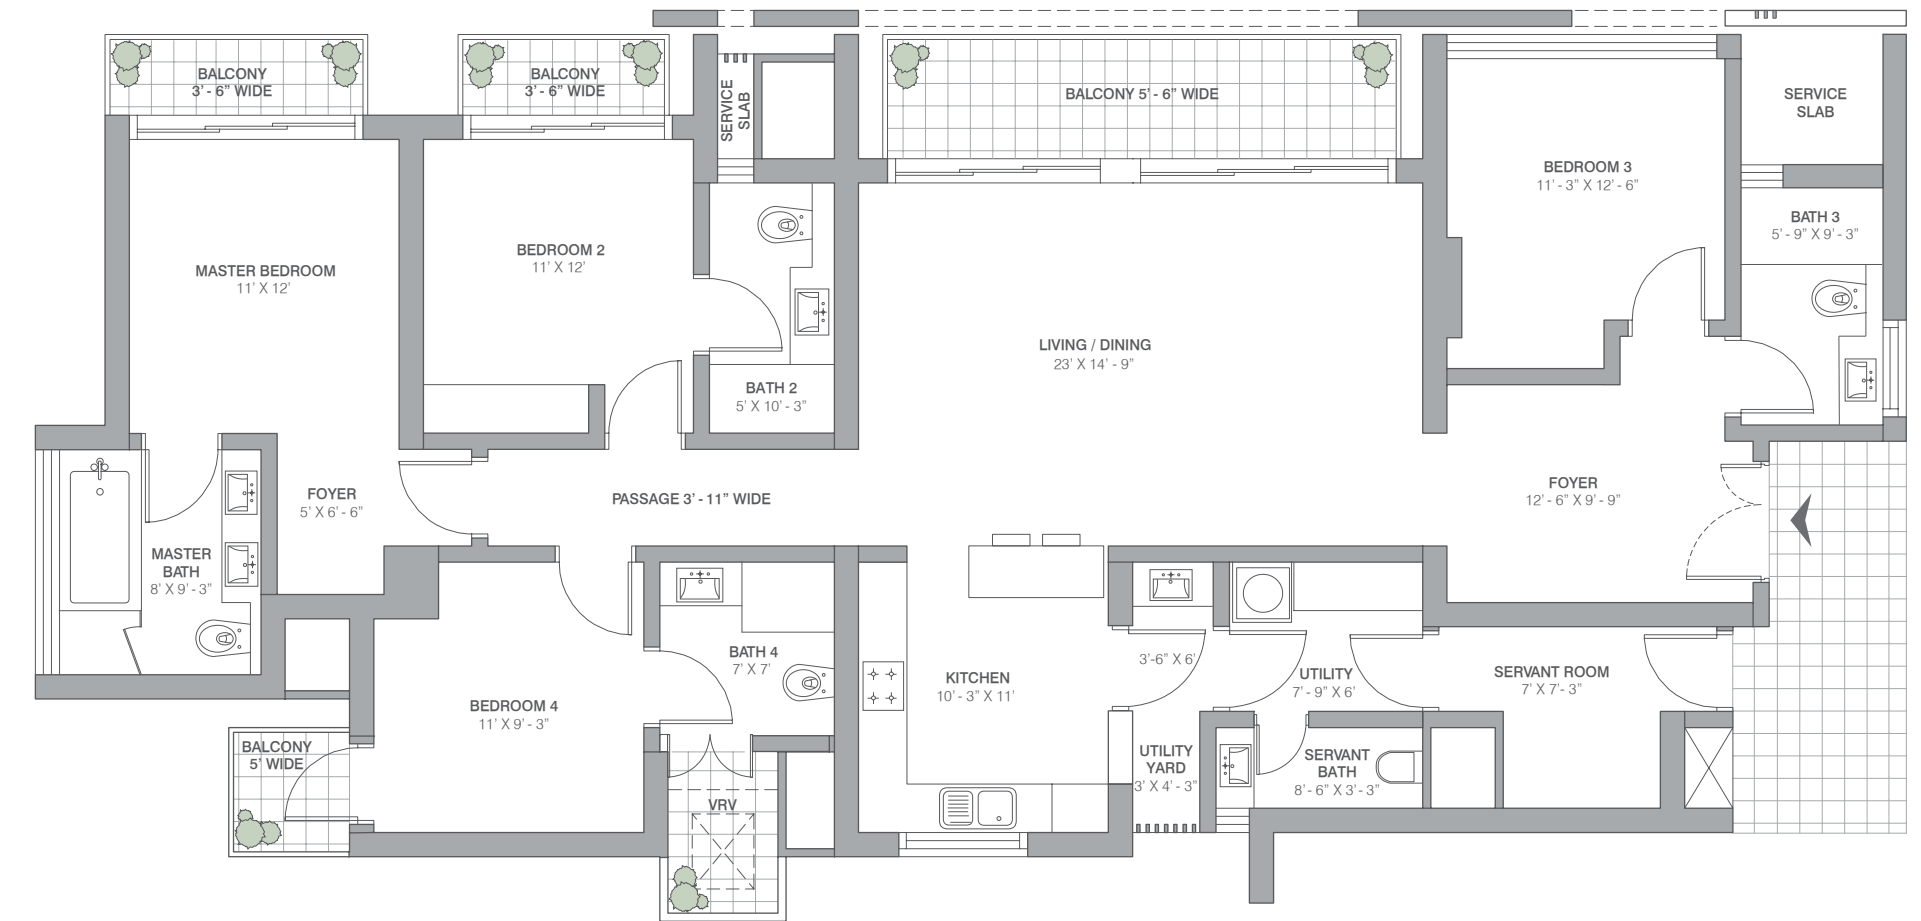 BALCONY
3' - 6” WIDE
BALCONY
3' - 6” WIDE
SERVICE
SLAB
BALCONY 5' - 6” WIDE
SERVICE
SLAB
BEDROOM 3
11' - 3” X 12' - 6”
BATH 3
5' - 9” X 9' - 3”
MASTER BEDROOM
11' X 12'
BEDROOM 2
11' X 12'
LIVING / DINING
23' X 14' - 9”
BATH 2
5' X 10' - 3”
FOYER
5' X 6' - 6”
PASSAGE 3' - 11” WIDE
FOYER
12' - 6” X 9' - 9”
MASTER
BATH
8' X 9' - 3”
BATH 4
7' X 7'
KITCHEN
10' - 3” X 11'
3'-6” X 6'
UTILITY
7' - 9” X 6'
SERVANT ROOM
7' X 7'- 3”
BEDROOM 4
11' X 9' - 3”
BALCONY
5' WIDE
UTILITY
YARD
3' X 4' - 3”
SERVANT
BATH
8' - 6” X 3' - 3”
VRV